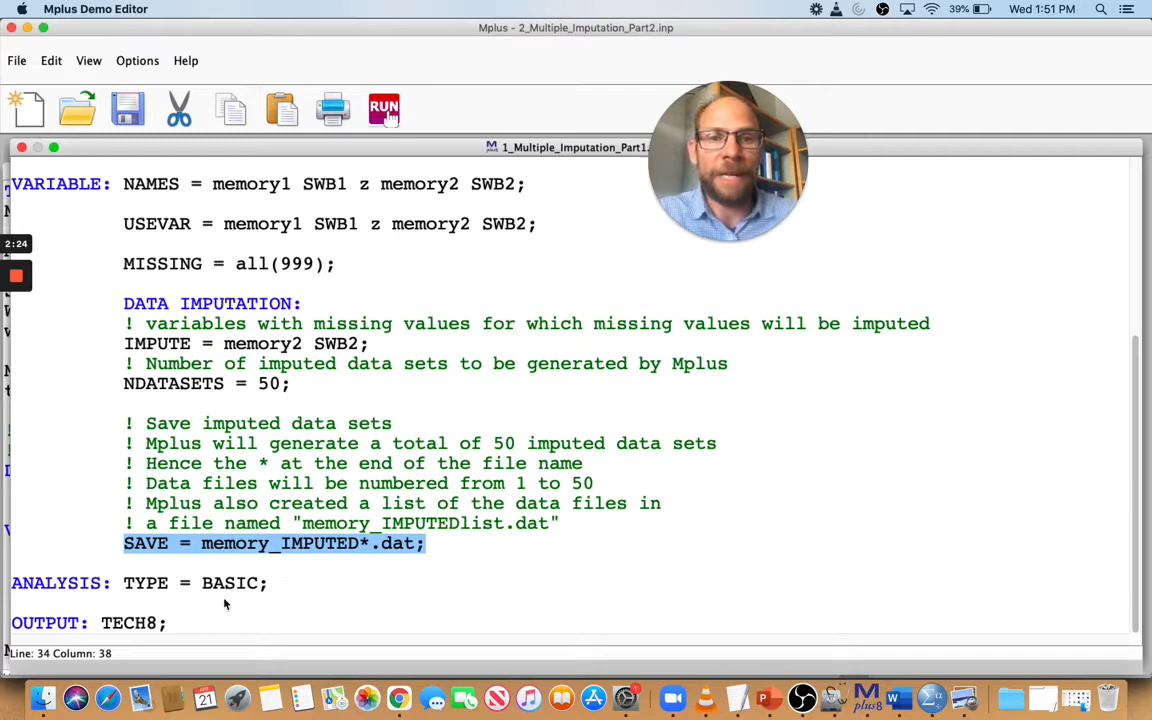 Mplus Demo Editor
39%
Wed 1:51 PM
Mplus - 2_Multiple_Imputation_Part2.inp
File Edit View Options Help
RUN
1_Multiple_Imputation_Part1.
VARIABLE: NAMES = memory1 SWB1 z memory2 SWB2;
USEVAR = memory1 SWB1 z memory2 SWB2;
2:24
MISSING = all(999);
DATA IMPUTATION:
! variables with missing values for which missing values will be imputed
IMPUTE = memory2 SWB2;
! Number of imputed data sets to be generated by Mplus
NDATASETS = 50;
! Save imputed data sets
! Mplus will generate a total of 50 imputed data sets
! Hence the * at the end of the file name
! Data files will be numbered from 1 to 50
! Mplus also created a list of the data files in
! a file named "memory_IMPUTEDlist.dat"
SAVE = memory_IMPUTED*.dat;
ANALYSIS: TYPE = BASIC;
OUTPUT: TECH8;
Line: 34 Column: 38